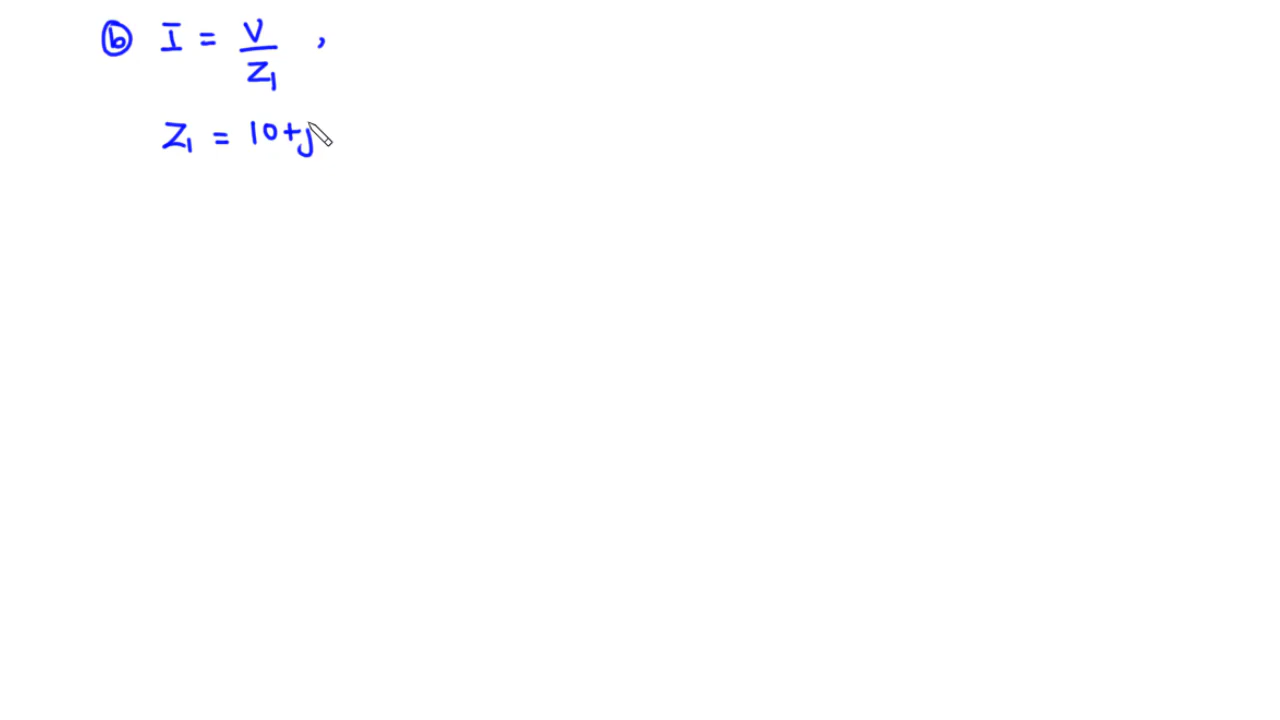 ⓑ I = V/Z₁ ,
Z₁ = 10+j